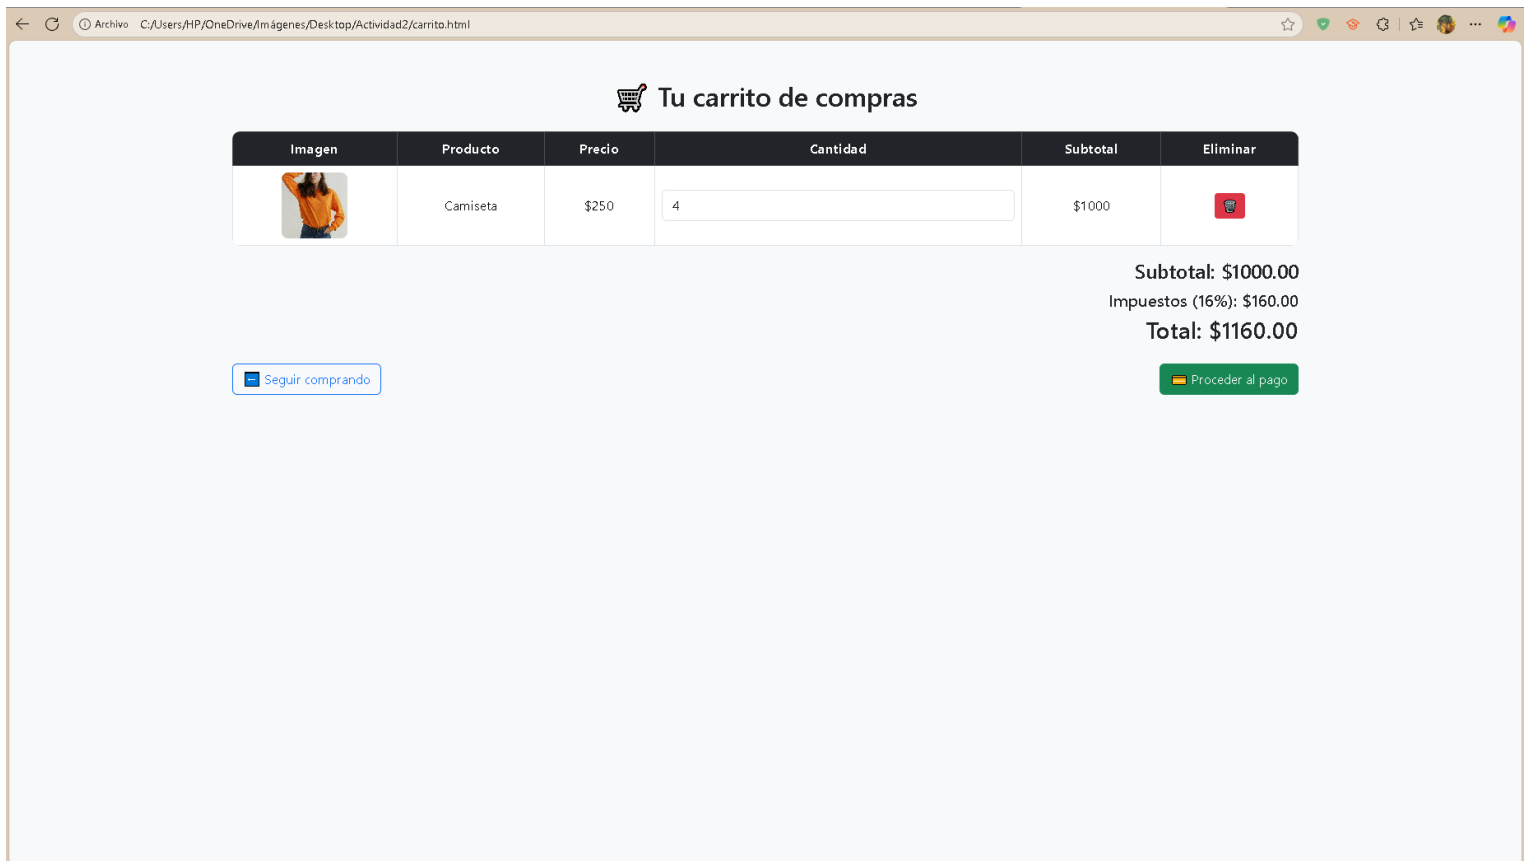 Archivo C:/Users/HP/OneDrive/Imágenes/Desktop/Actividad2/carrito.html
Tu carrito de compras
Imagen Producto Precio Cantidad Subtotal Eliminar
Camiseta $250 4 $1000
Subtotal: $1000.00
Impuestos (16%): $160.00
Total: $1160.00
Seguir comprando Proceder al pago